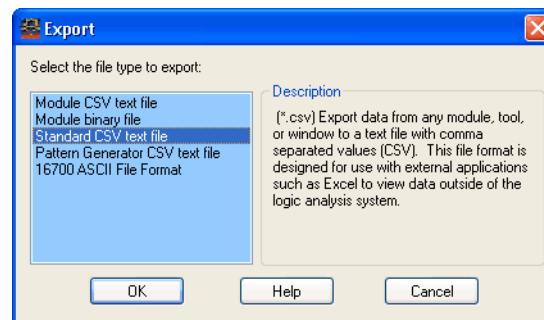 Export
Select the file type to export:
Module CSV text file
Module binary file
Standard CSV text file
Pattern Generator CSV text file
16700 ASCII File Format
Description
(*.csv) Export data from any module, tool,
or window to a text file with comma
separated values (CSV).  This file format is
designed for use with external applications
such as Excel to view data outside of the
logic analysis system.
OK
Help
Cancel